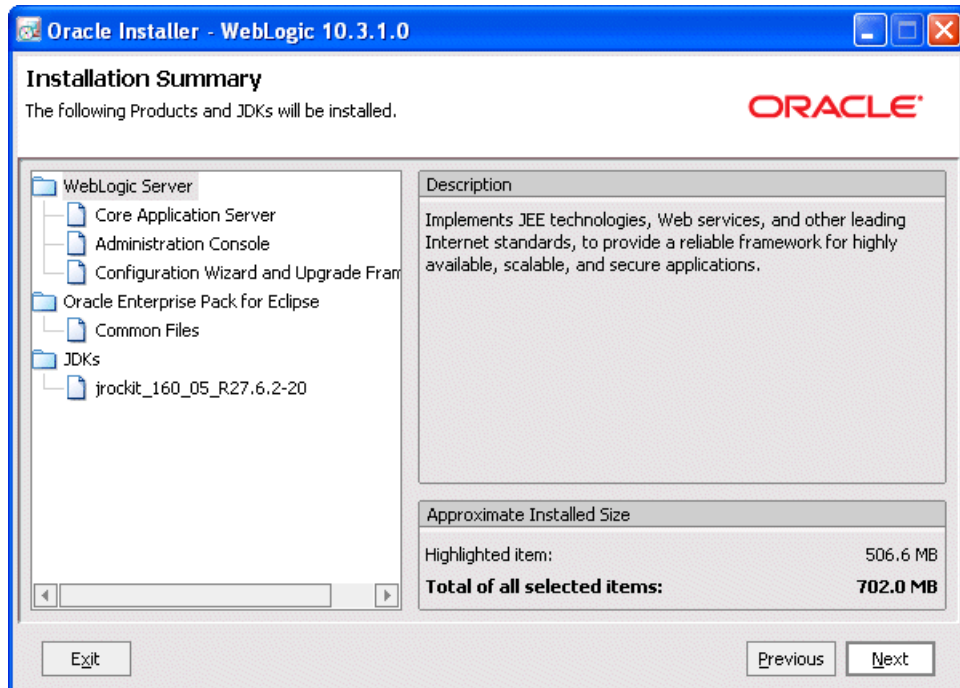 Oracle Installer - WebLogic 10.3.1.0
Installation Summary
The following Products and JDKs will be installed.
ORACLE
WebLogic Server
Core Application Server
Administration Console
Configuration Wizard and Upgrade Fram
Oracle Enterprise Pack for Eclipse
Common Files
JDKs
jrockit_160_05_R27.6.2-20
Description
Implements JEE technologies, Web services, and other leading
Internet standards, to provide a reliable framework for highly
available, scalable, and secure applications.
Approximate Installed Size
Highlighted item: 506.6 MB
Total of all selected items: 702.0 MB
Exit
Previous
Next